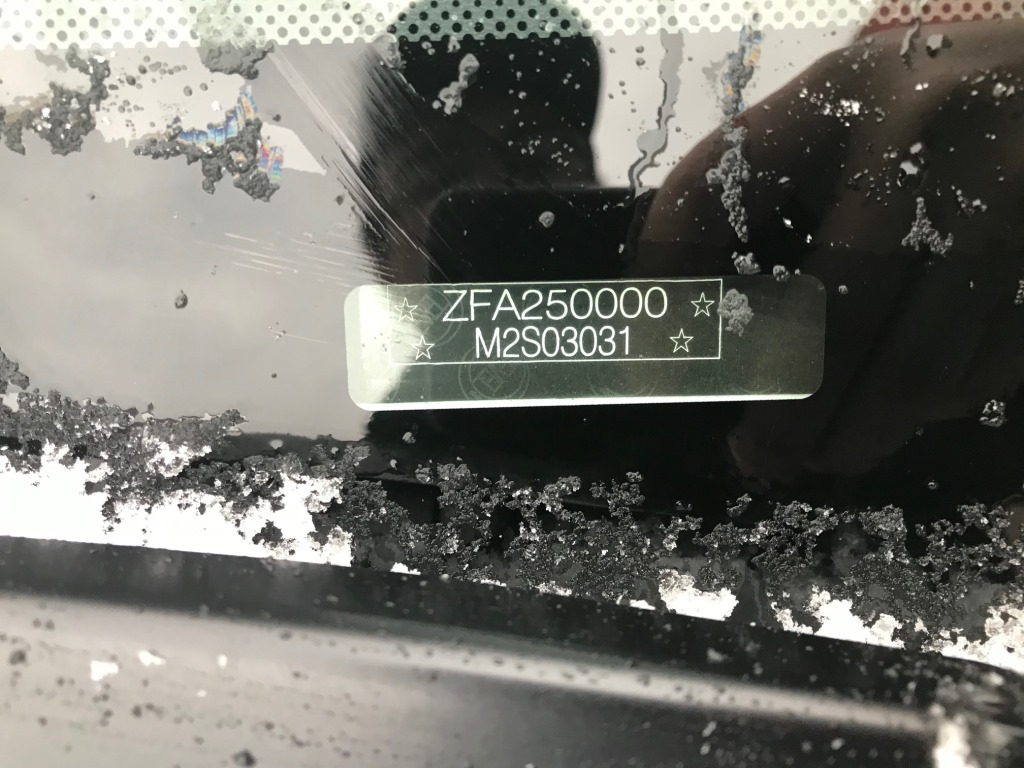 ☆ ZFA250000 ☆
☆ M2S03031 ☆